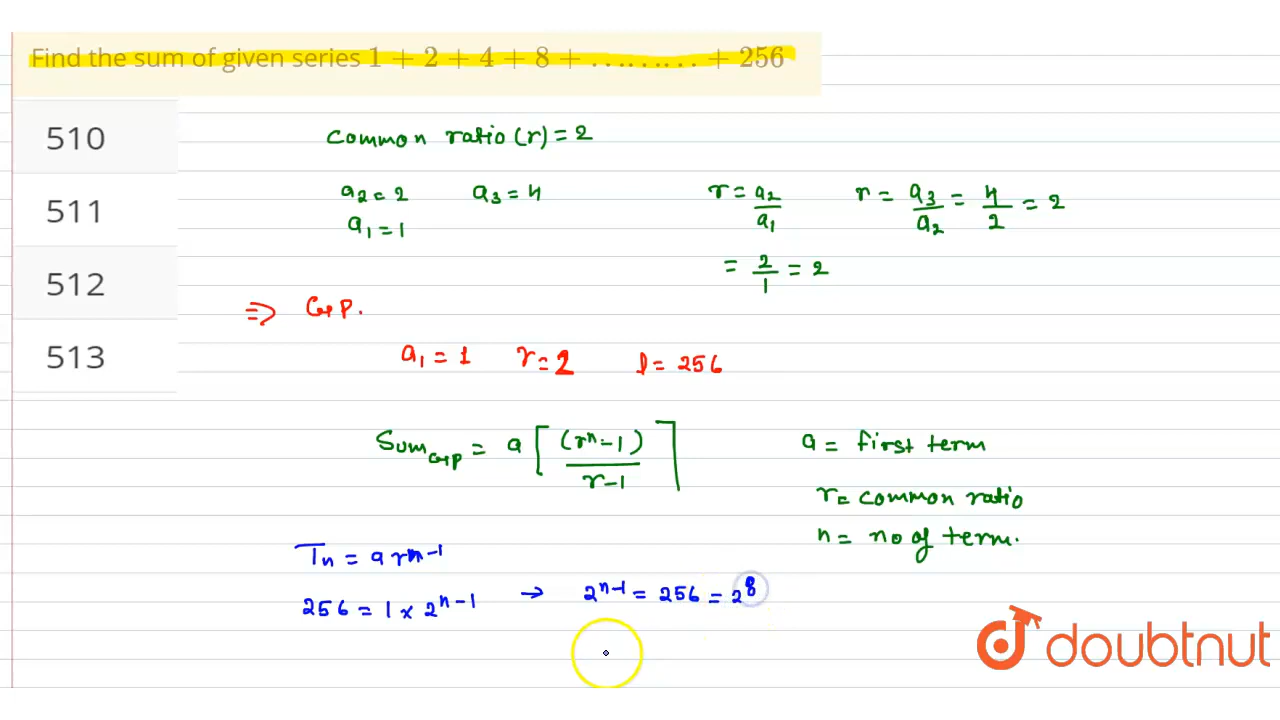 Find the sum of given series 1 + 2 + 4 + 8 + ......... + 256
510
511
512
513
Common ratio (r) = 2
a2 = 2 a3 = 4
a1 = 1
r = a2/a1
= 2/1 = 2
r = a3/a2 = 4/2 = 2
⇒ G.P.
a1 = 1 r = 2 l = 256
Sum GP = a [ (r^n - 1) / r - 1 ]
a = first term
r = common ratio
n = no of term.
Tn = a r^n-1
256 = 1 × 2^n-1 → 2^n-1 = 256 = 2^8
doubtnut